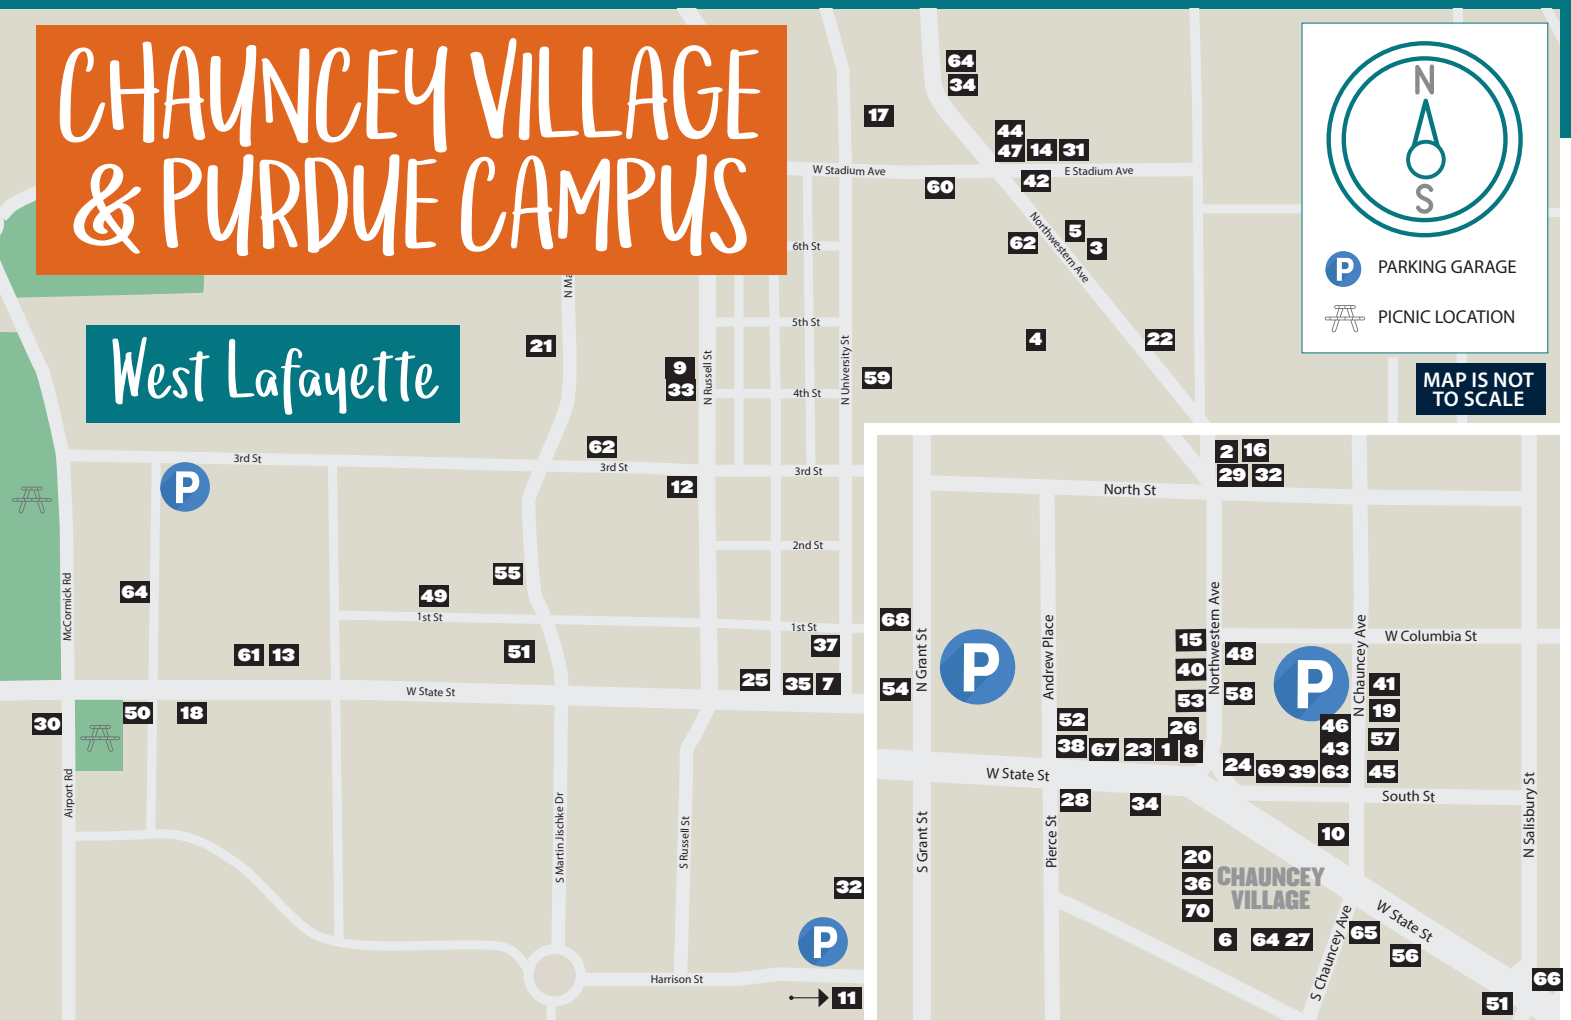 CHAUNCEY VILLAGE
& PURDUE CAMPUS
West Lafayette
N
S
P PARKING GARAGE
PICNIC LOCATION
MAP IS NOT
TO SCALE
64
34
17
44
47 14 31
W Stadium Ave
E Stadium Ave
60
42
Northwestern Ave
5
62
3
6th St
N Ma
5th St
21
4
22
9
33
N Russell St
N University St
59
4th St
62
3rd St
3rd St
3rd St
P
12
2nd St
55
64
49
McCormick Rd
1st St
1st St
37
61 13
51
25
35 7
W State St
30
50
18
Airport Rd
S Martin Jischke Dr
S Russell St
32
P
Harrison St
11
2 16
29 32
North St
68
N Grant St
P
Andrew Place
Northwestern Ave
15
48
N Chauncey Ave
W Columbia St
40
P
54
53
58
41
19
52
26
46
57
38 67 23 1 8
43
24 69 39 63
45
W State St
South St
28
34
S Grant St
Pierce St
N Salisbury St
10
20
36
70
CHAUNCEY
VILLAGE
6
64 27
S Chauncey Ave
65
W State St
56
66
51